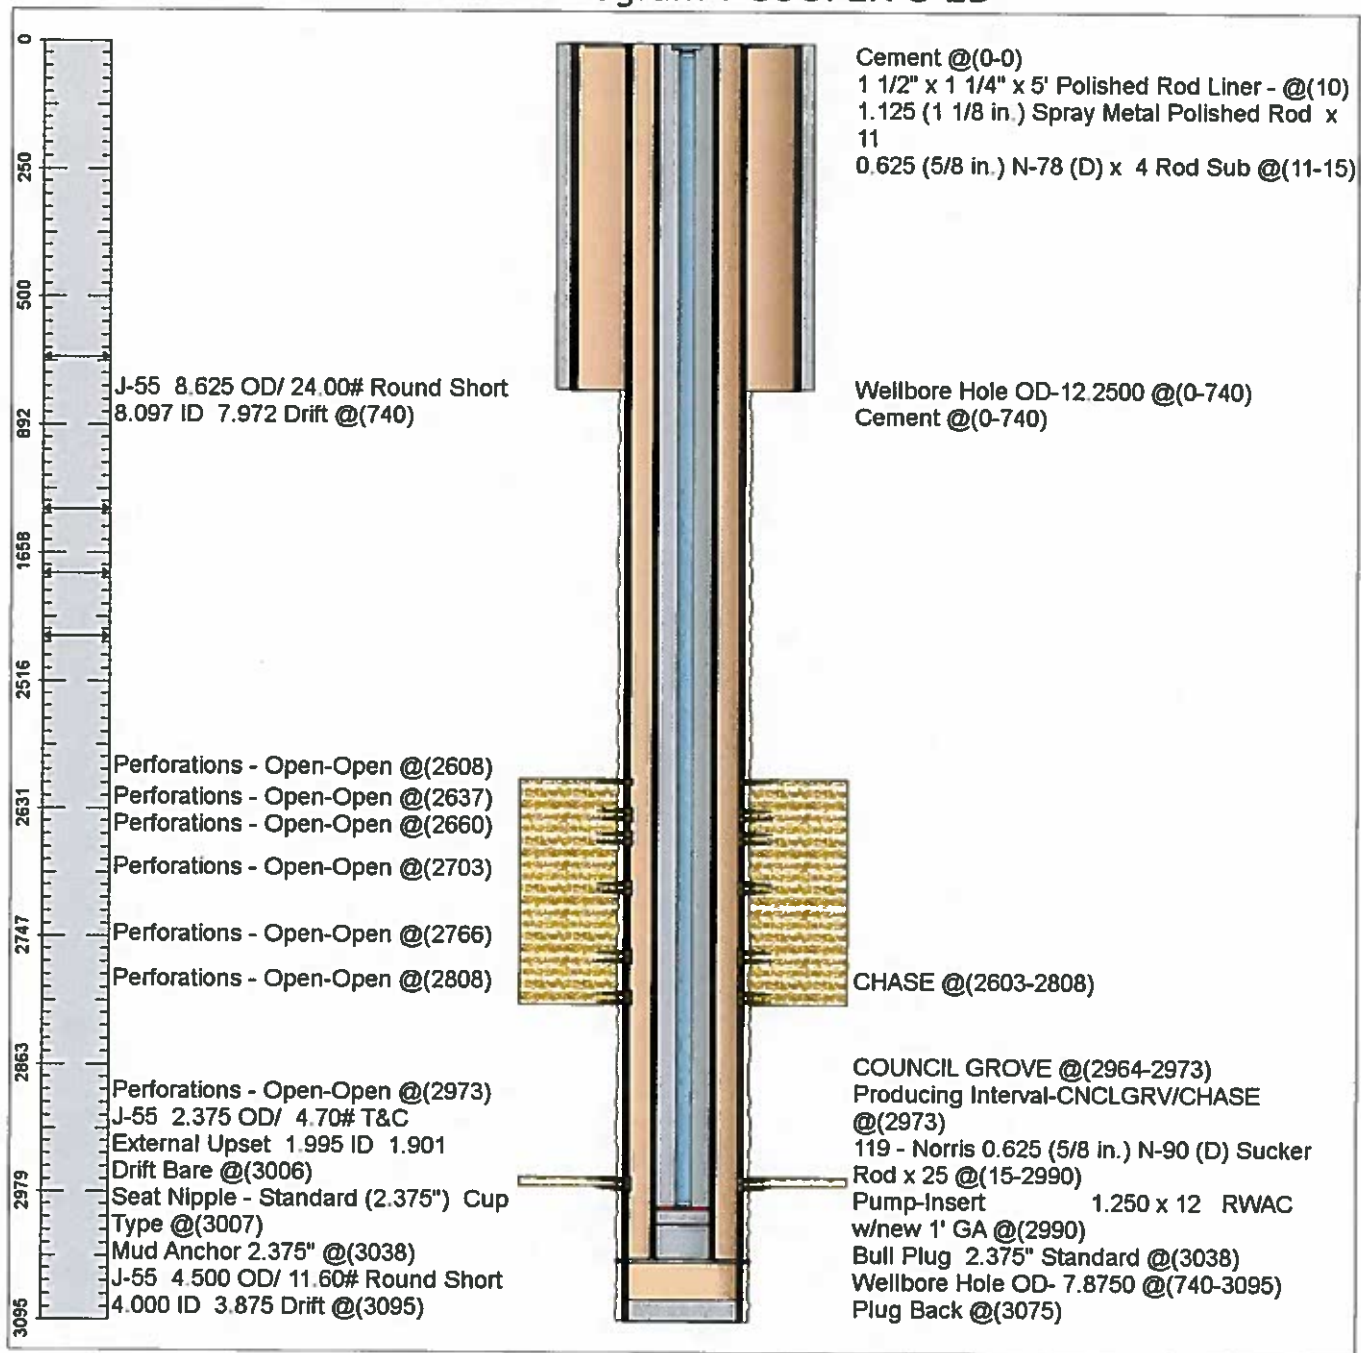 0
250
500
892
1658
2516
2631
2747
2863
2979
3095
J-55 8.625 OD/ 24.00# Round Short
8.097 ID 7.972 Drift @(740)
Perforations - Open-Open @(2608)
Perforations - Open-Open @(2637)
Perforations - Open-Open @(2660)
Perforations - Open-Open @(2703)
Perforations - Open-Open @(2766)
Perforations - Open-Open @(2808)
Perforations - Open-Open @(2973)
J-55 2.375 OD/ 4.70# T&C
External Upset 1.995 ID 1.901
Drift Bare @(3006)
Seat Nipple - Standard (2.375") Cup
Type @(3007)
Mud Anchor 2.375" @(3038)
J-55 4.500 OD/ 11.60# Round Short
4.000 ID 3.875 Drift @(3095)
Cement @(0-0)
1 1/2" x 1 1/4" x 5' Polished Rod Liner - @(10)
1.125 (1 1/8 in.) Spray Metal Polished Rod x
11
0.625 (5/8 in.) N-78 (D) x 4 Rod Sub @(11-15)
Wellbore Hole OD-12.2500 @(0-740)
Cement @(0-740)
CHASE @(2603-2808)
COUNCIL GROVE @(2964-2973)
Producing Interval-CNCLGRV/CHASE
@(2973)
119 - Norris 0.625 (5/8 in.) N-90 (D) Sucker
Rod x 25 @(15-2990)
Pump-Insert 1.250 x 12 RWAC
w/new 1' GA @(2990)
Bull Plug 2.375" Standard @(3038)
Wellbore Hole OD- 7.8750 @(740-3095)
Plug Back @(3075)